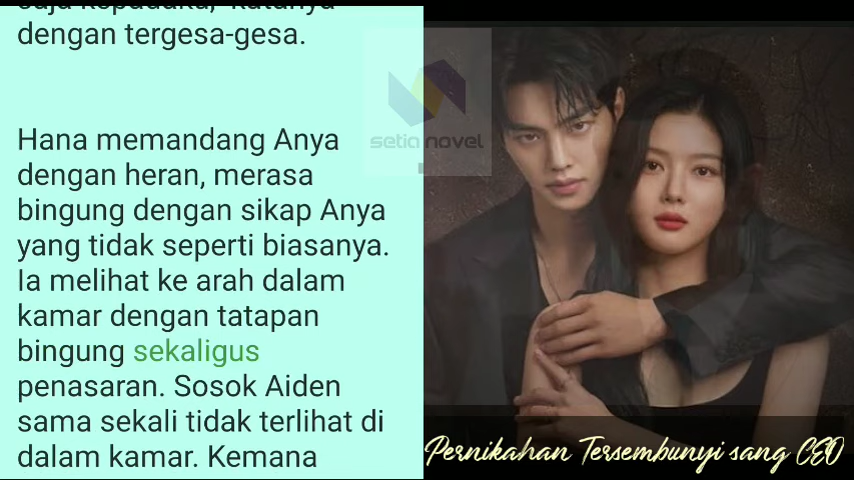 dengan tergesa-gesa.
Hana memandang Anya
dengan heran, merasa
bingung dengan sikap Anya
yang tidak seperti biasanya.
Ia melihat ke arah dalam
kamar dengan tatapan
bingung sekaligus
penasaran. Sosok Aiden
sama sekali tidak terlihat di
dalam kamar. Kemana
setia novel
Pernikahan Tersembunyi sang CEO